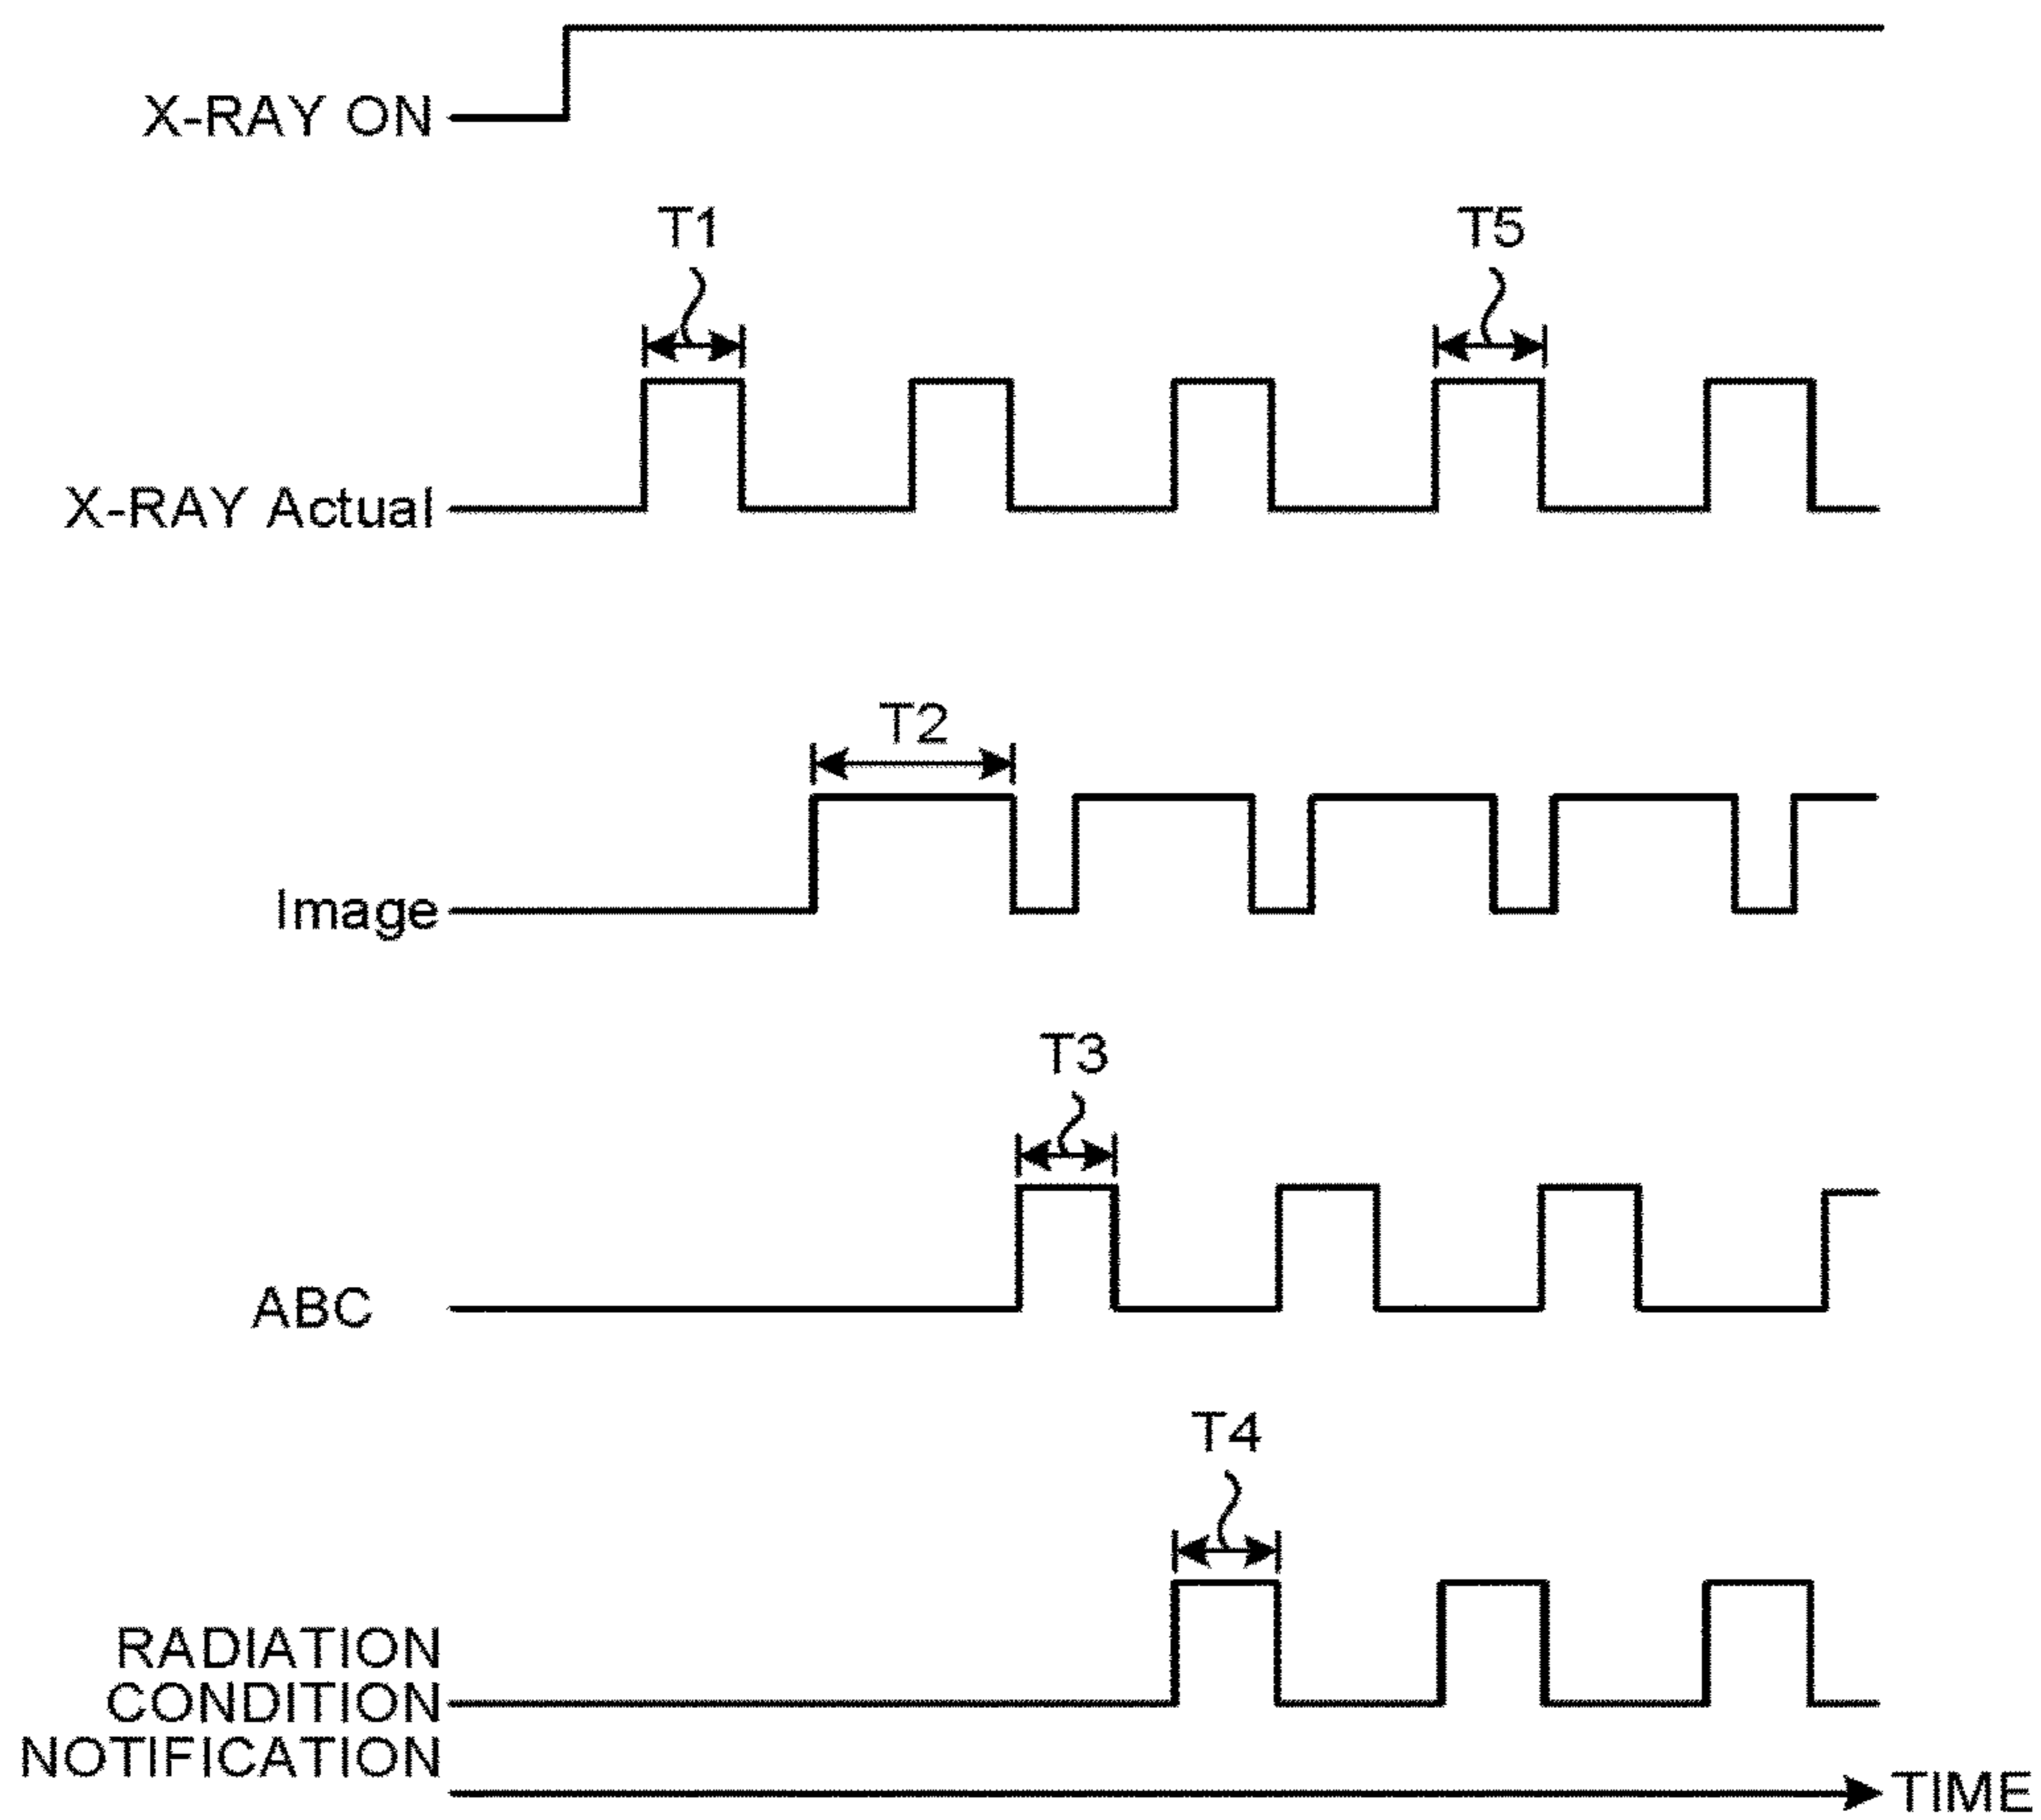 X-RAY ON
T1
T5
X-RAY Actual
T2
Image
T3
ABC
T4
RADIATION
CONDITION
NOTIFICATION
TIME